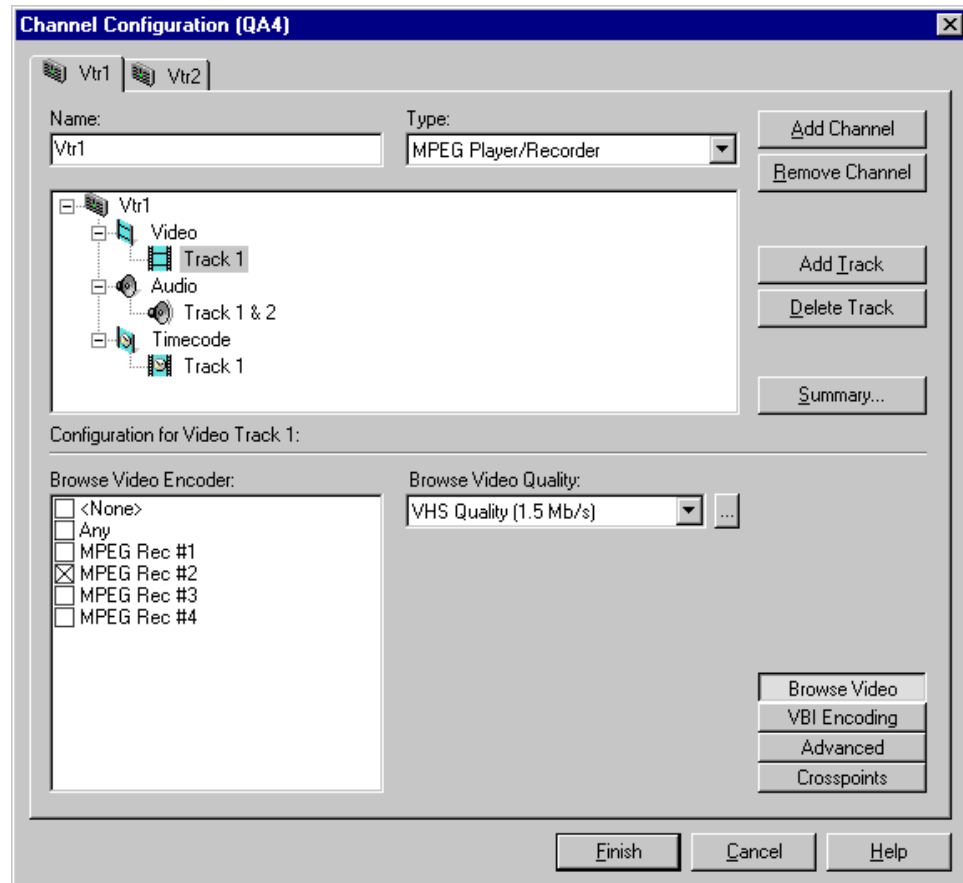 Channel Configuration (QA4)
Vtr1
Vtr2
Name:
Type:
Vtr1
MPEG Player/Recorder
Add Channel
Remove Channel
Vtr1
Video
Track 1
Audio
Track 1 & 2
Timecode
Track 1
Add Track
Delete Track
Summary...
Configuration for Video Track 1:
Browse Video Encoder:
Browse Video Quality:
<None>
Any
MPEG Rec #1
MPEG Rec #2
MPEG Rec #3
MPEG Rec #4
VHS Quality (1.5 Mb/s)
...
Browse Video
VBI Encoding
Advanced
Crosspoints
Finish
Cancel
Help